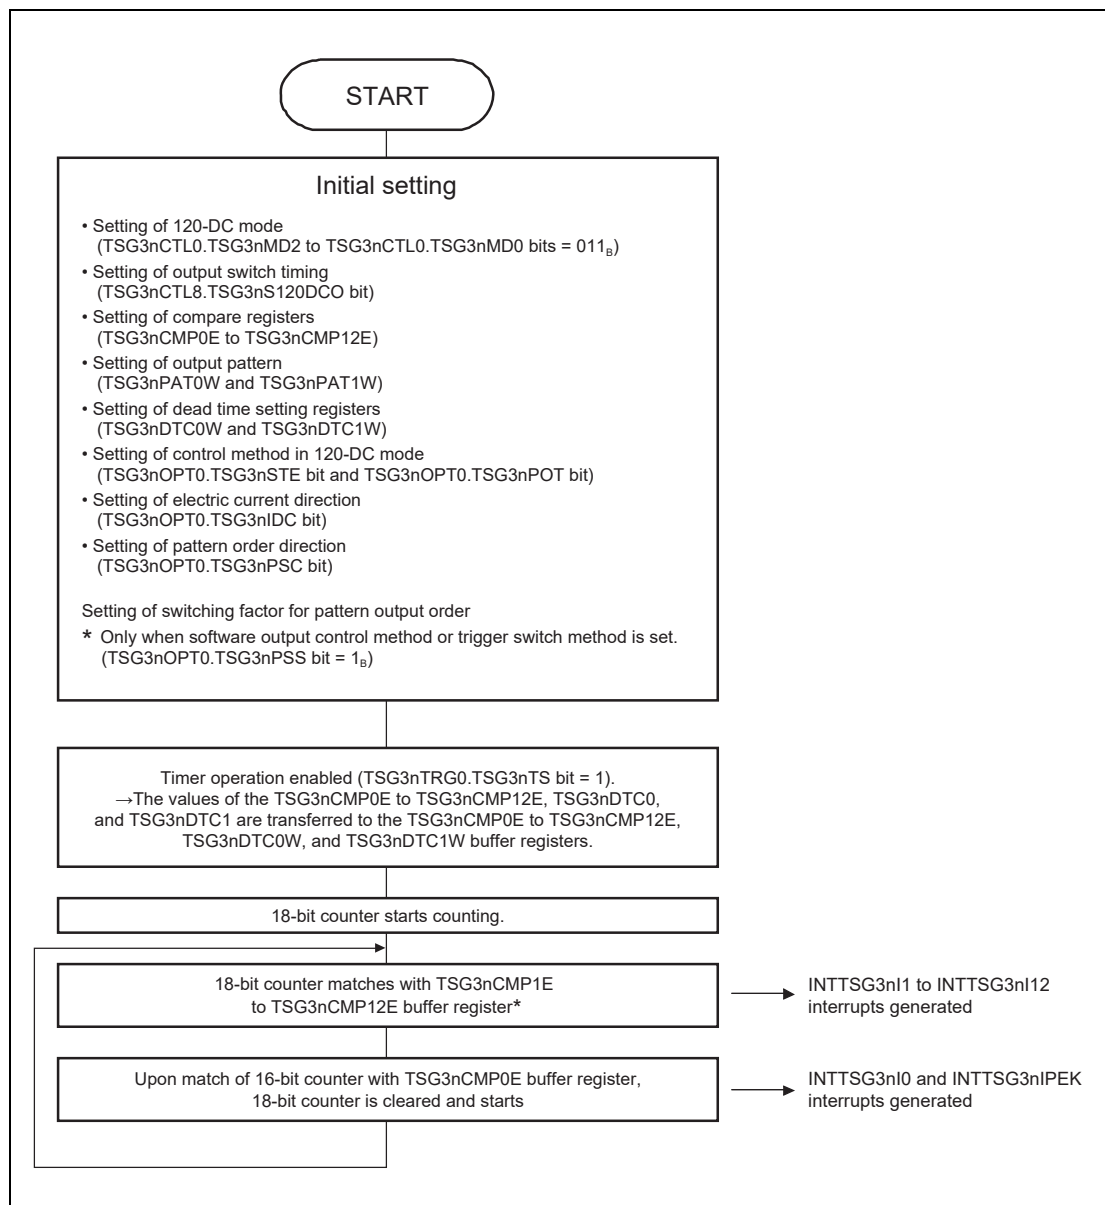 START
Initial setting
• Setting of 120-DC mode
(TSG3nCTL0.TSG3nMD2 to TSG3nCTL0.TSG3nMD0 bits = 011B)
• Setting of output switch timing
(TSG3nCTL8.TSG3nS120DCO bit)
• Setting of compare registers
(TSG3nCMP0E to TSG3nCMP12E)
• Setting of output pattern
(TSG3nPAT0W and TSG3nPAT1W)
• Setting of dead time setting registers
(TSG3nDTC0W and TSG3nDTC1W)
• Setting of control method in 120-DC mode
(TSG3nOPT0.TSG3nSTE bit and TSG3nOPT0.TSG3nPOT bit)
• Setting of electric current direction
(TSG3nOPT0.TSG3nIDC bit)
• Setting of pattern order direction
(TSG3nOPT0.TSG3nPSC bit)
Setting of switching factor for pattern output order
* Only when software output control method or trigger switch method is set.
(TSG3nOPT0.TSG3nPSS bit = 1B)
Timer operation enabled (TSG3nTRG0.TSG3nTS bit = 1).
→The values of the TSG3nCMP0E to TSG3nCMP12E, TSG3nDTC0,
and TSG3nDTC1 are transferred to the TSG3nCMP0E to TSG3nCMP12E,
TSG3nDTC0W, and TSG3nDTC1W buffer registers.
18-bit counter starts counting.
18-bit counter matches with TSG3nCMP1E
to TSG3nCMP12E buffer register*
INTTSG3nI1 to INTTSG3nI12
interrupts generated
Upon match of 16-bit counter with TSG3nCMP0E buffer register,
18-bit counter is cleared and starts
INTTSG3nI0 and INTTSG3nIPEK
interrupts generated